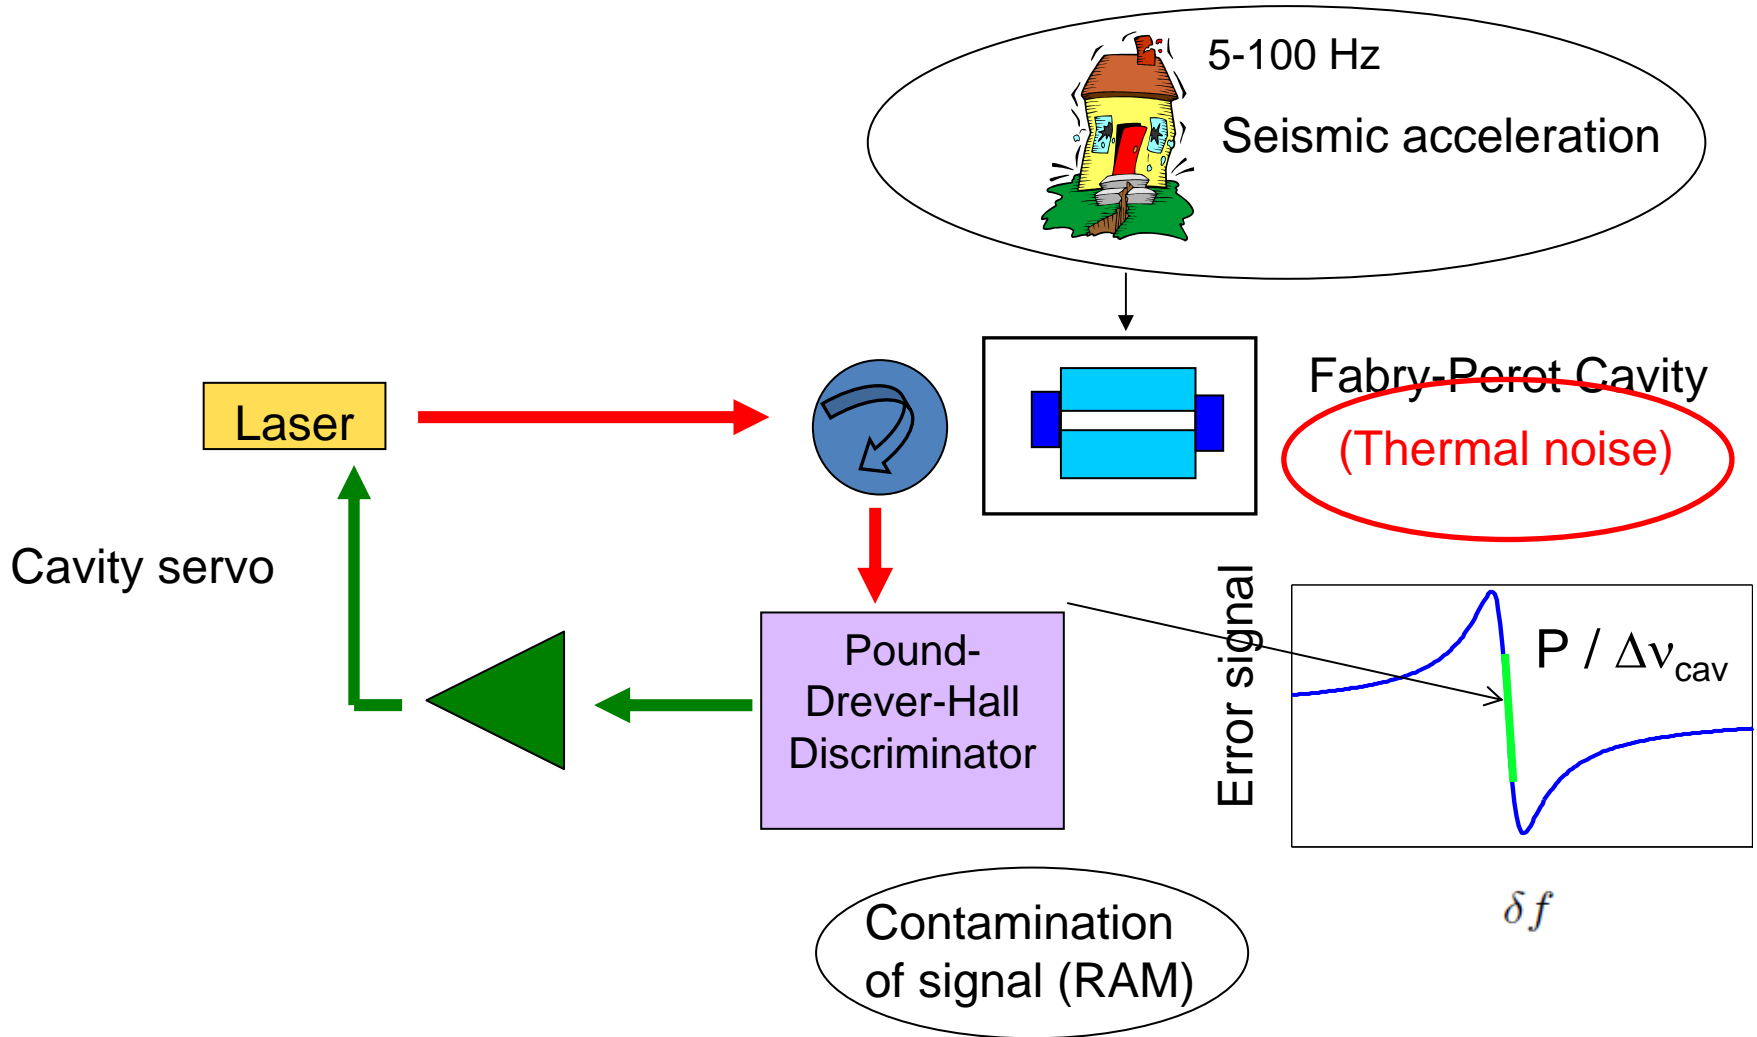 5-100 Hz
Seismic acceleration
Fabry-Perot Cavity
(Thermal noise)
Laser
Cavity servo
Pound-
Drever-Hall
Discriminator
Error signal
P / Δν_cav
δf
Contamination
of signal (RAM)